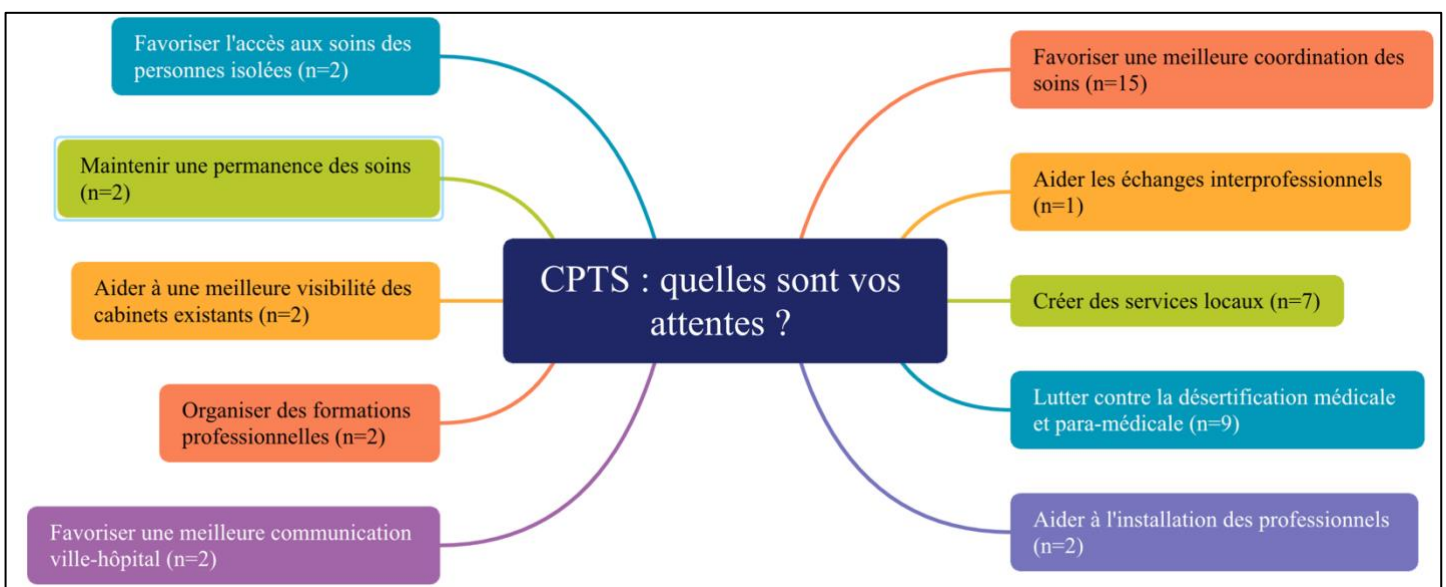 CPTS : quelles sont vos
attentes ?
Favoriser l'accès aux soins des
personnes isolées (n=2)
Maintenir une permanence des soins
(n=2)
Aider à une meilleure visibilité des
cabinets existants (n=2)
Organiser des formations
professionnelles (n=2)
Favoriser une meilleure communication
ville-hôpital (n=2)
Favoriser une meilleure coordination des
soins (n=15)
Aider les échanges interprofessionnels
(n=1)
Créer des services locaux (n=7)
Lutter contre la désertification médicale
et para-médicale (n=9)
Aider à l'installation des professionnels
(n=2)